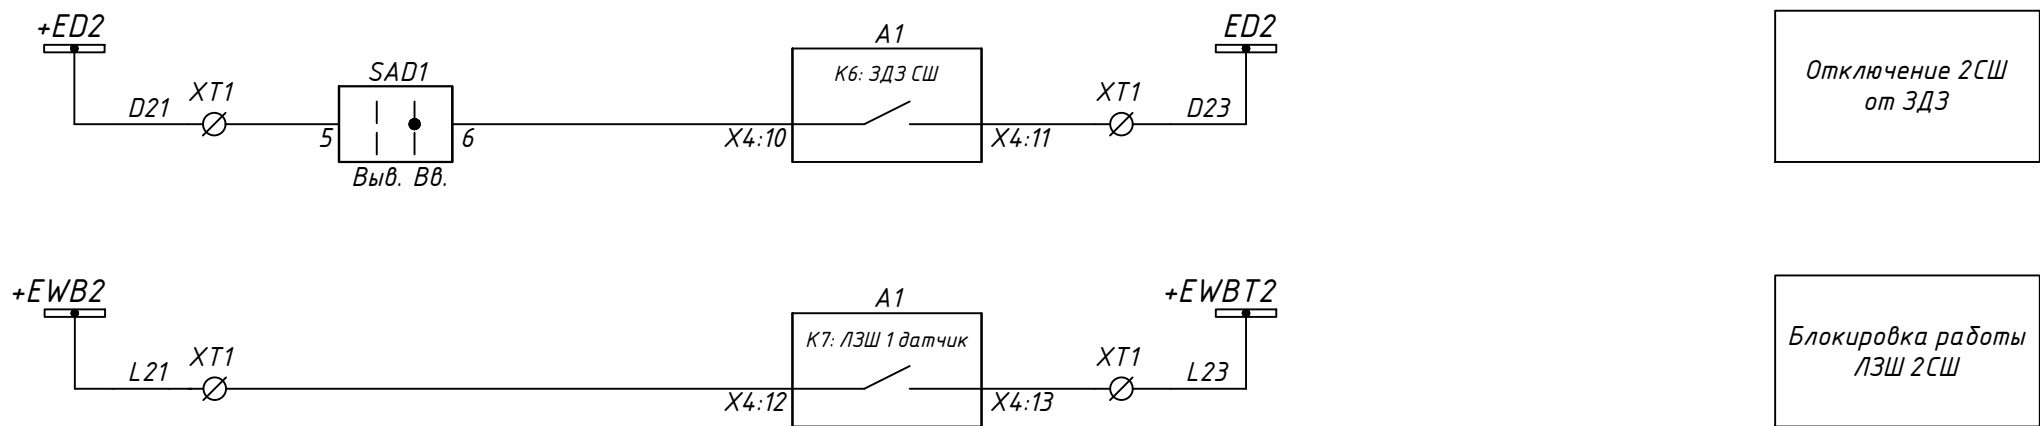 +ED2
ED2
A1
К6: ЗДЗ СШ
SAD1
XT1
XT1
D21
D23
5
6
X4:10
X4:11
Выв. Вв.
Отключение 2СШ
от ЗДЗ
+EWB2
+EWBT2
A1
К7: ЛЗШ 1 датчик
XT1
XT1
L21
L23
X4:12
X4:13
Блокировка работы
ЛЗШ 2СШ